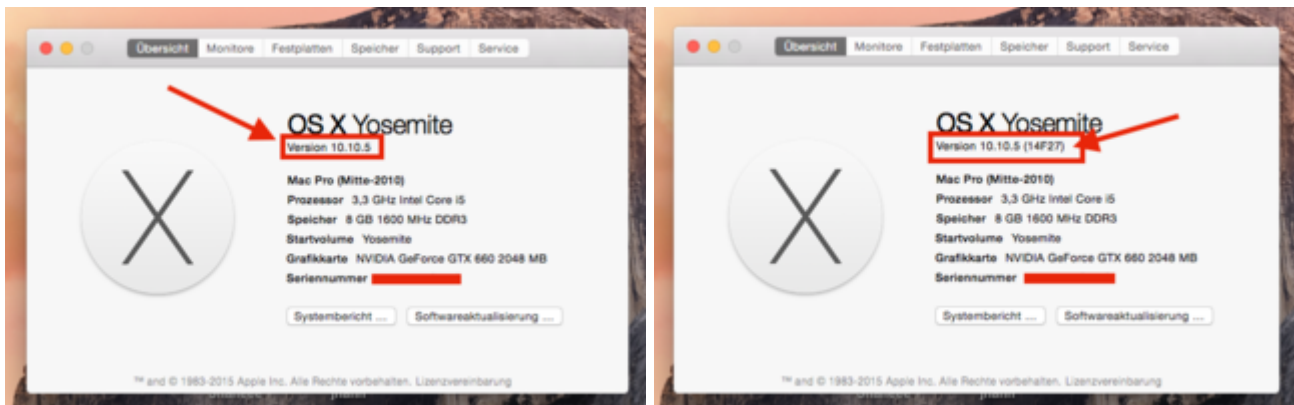 Übersicht Monitore Festplatten Speicher Support Service
OS X Yosemite
Version 10.10.5
Mac Pro (Mitte-2010)
Prozessor 3,3 GHz Intel Core i5
Speicher 8 GB 1600 MHz DDR3
Startvolume Yosemite
Grafikkarte NVIDIA GeForce GTX 660 2048 MB
Seriennummer
Systembericht ... Softwareaktualisierung ...
™ and © 1983-2015 Apple Inc. Alle Rechte vorbehalten. Lizenzvereinbarung
Übersicht Monitore Festplatten Speicher Support Service
OS X Yosemite
Version 10.10.5 (14F27)
Mac Pro (Mitte-2010)
Prozessor 3,3 GHz Intel Core i5
Speicher 8 GB 1600 MHz DDR3
Startvolume Yosemite
Grafikkarte NVIDIA GeForce GTX 660 2048 MB
Seriennummer
Systembericht ... Softwareaktualisierung ...
™ and © 1983-2015 Apple Inc. Alle Rechte vorbehalten. Lizenzvereinbarung